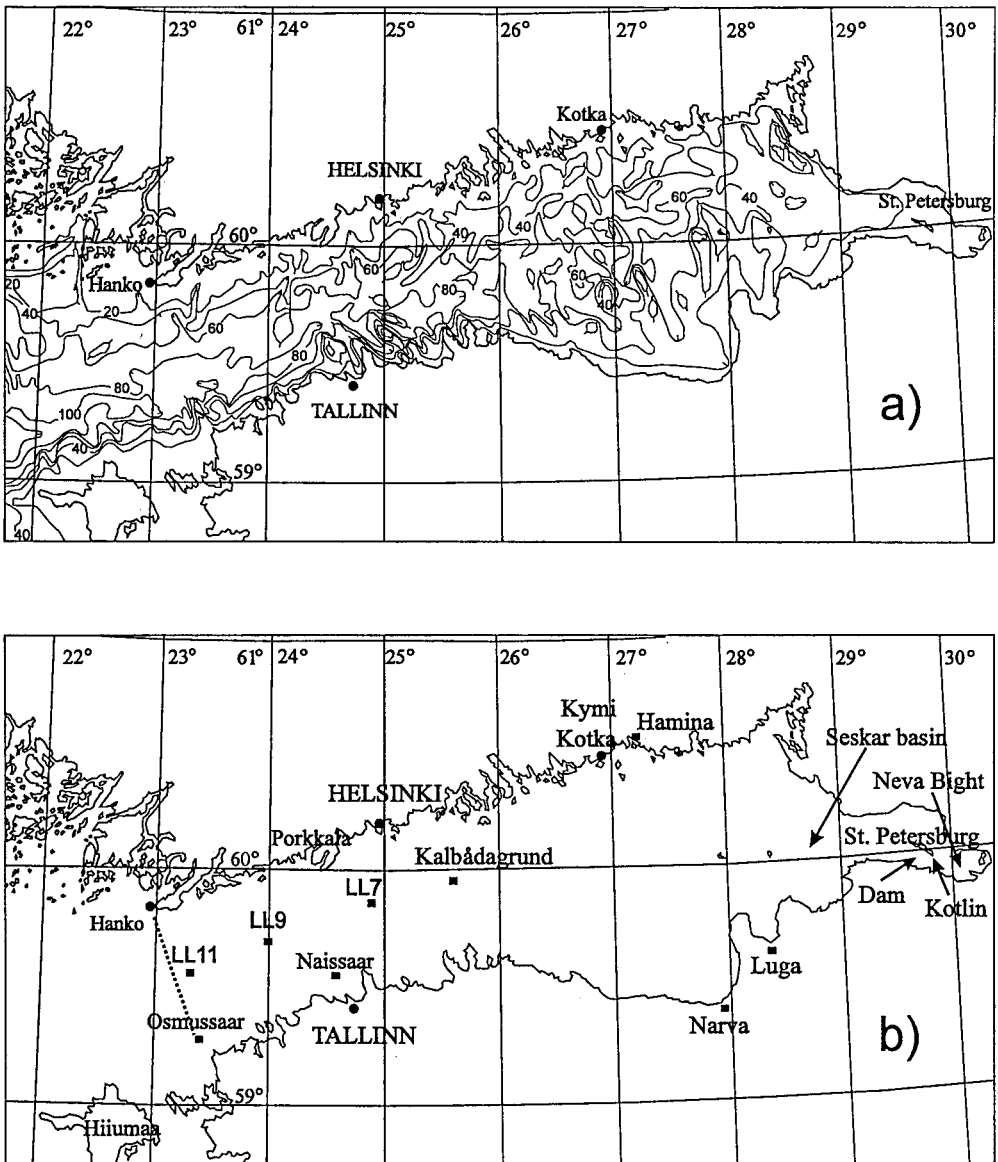 22° 23° 61° 24° 25° 26° 27° 28° 29° 30°
Kotka
HELSINKI
60 40
St. Petersburg
60° 40 40
60
Hanko 60
20 80 40
40 20
60
80
80
TALLINN
100
a)
40
59°
40
22° 23° 61° 24° 25° 26° 27° 28° 29° 30°
Kymi
Hamina
Kotka
Seskar basin
Neva Bight
HELSINKI
Porkkala
St. Petersburg
60° Kalbådagrund
LL7
Dam
Kotlin
Hanko
LL9
LL11
Naissaar
Luga
Osmussaar
Narva
TALLINN
b)
59°
Hiiumaa